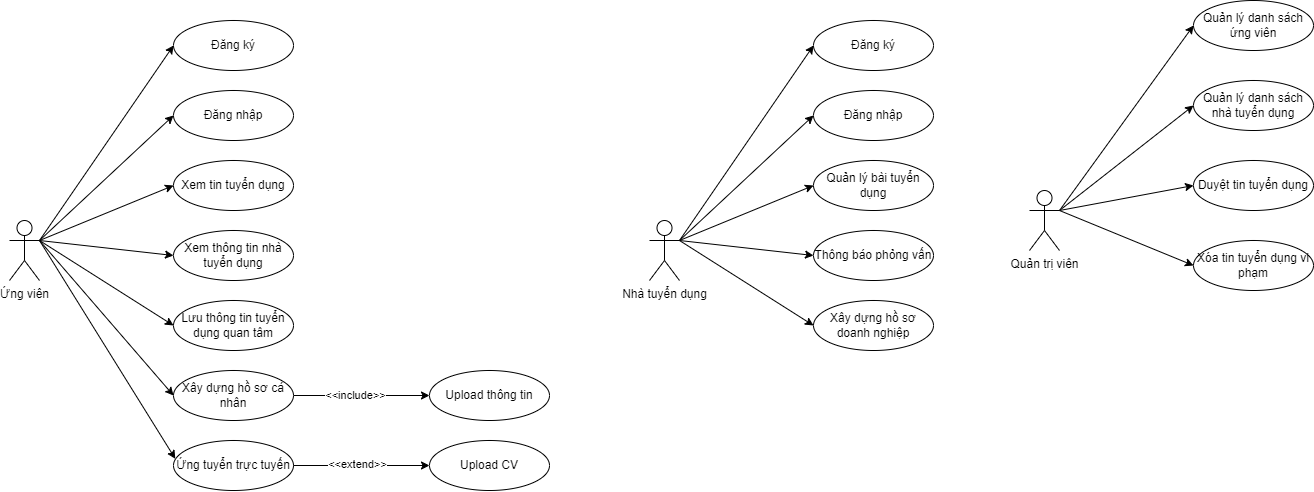 Đăng ký
Đăng nhập
Xem tin tuyển dụng
Xem thông tin nhà
tuyển dụng
Ứng viên
Lưu thông tin tuyển
dụng quan tâm
Xây dựng hồ sơ cá
nhân
<<include>>
Upload thông tin
Ứng tuyển trực tuyến
<<extend>>
Upload CV
Đăng ký
Đăng nhập
Quản lý bài tuyển
dụng
Thông báo phỏng vấn
Nhà tuyển dụng
Xây dựng hồ sơ
doanh nghiệp
Quản lý danh sách
ứng viên
Quản lý danh sách
nhà tuyển dụng
Duyệt tin tuyển dụng
Quản trị viên
Xóa tin tuyển dụng vi
phạm